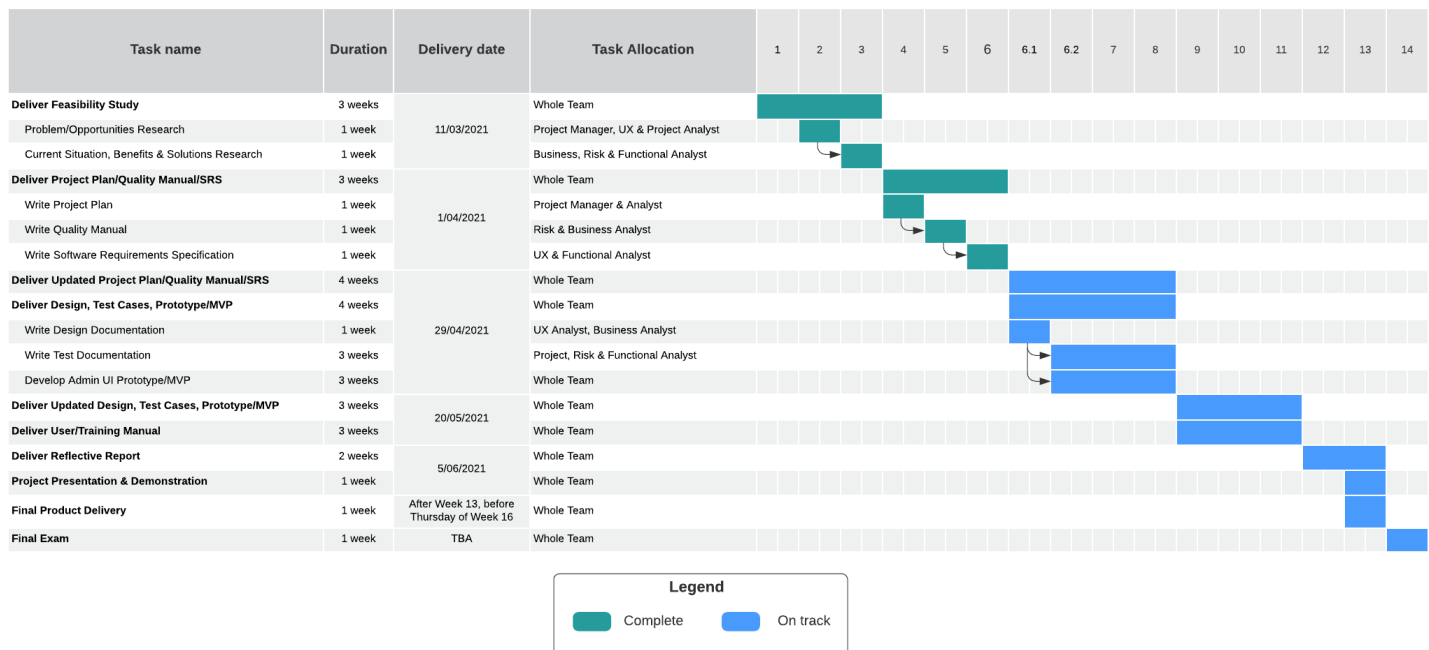 Task name Duration Delivery date Task Allocation 1 2 3 4 5 6 6.1 6.2 7 8 9 10 11 12 13 14
Deliver Feasibility Study 3 weeks Whole Team
Problem/Opportunities Research 1 week 11/03/2021 Project Manager, UX & Project Analyst
Current Situation, Benefits & Solutions Research 1 week Business, Risk & Functional Analyst
Deliver Project Plan/Quality Manual/SRS 3 weeks Whole Team
Write Project Plan 1 week Project Manager & Analyst
1/04/2021
Write Quality Manual 1 week Risk & Business Analyst
Write Software Requirements Specification 1 week UX & Functional Analyst
Deliver Updated Project Plan/Quality Manual/SRS 4 weeks Whole Team
Deliver Design, Test Cases, Prototype/MVP 4 weeks Whole Team
Write Design Documentation 1 week 29/04/2021 UX Analyst, Business Analyst
Write Test Documentation 3 weeks Project, Risk & Functional Analyst
Develop Admin UI Prototype/MVP 3 weeks Whole Team
Deliver Updated Design, Test Cases, Prototype/MVP 3 weeks Whole Team
20/05/2021
Deliver User/Training Manual 3 weeks Whole Team
Deliver Reflective Report 2 weeks Whole Team
5/06/2021
Project Presentation & Demonstration 1 week Whole Team
Final Product Delivery 1 week After Week 13, before Whole Team
Thursday of Week 16
Final Exam 1 week TBA Whole Team
Legend
Complete On track